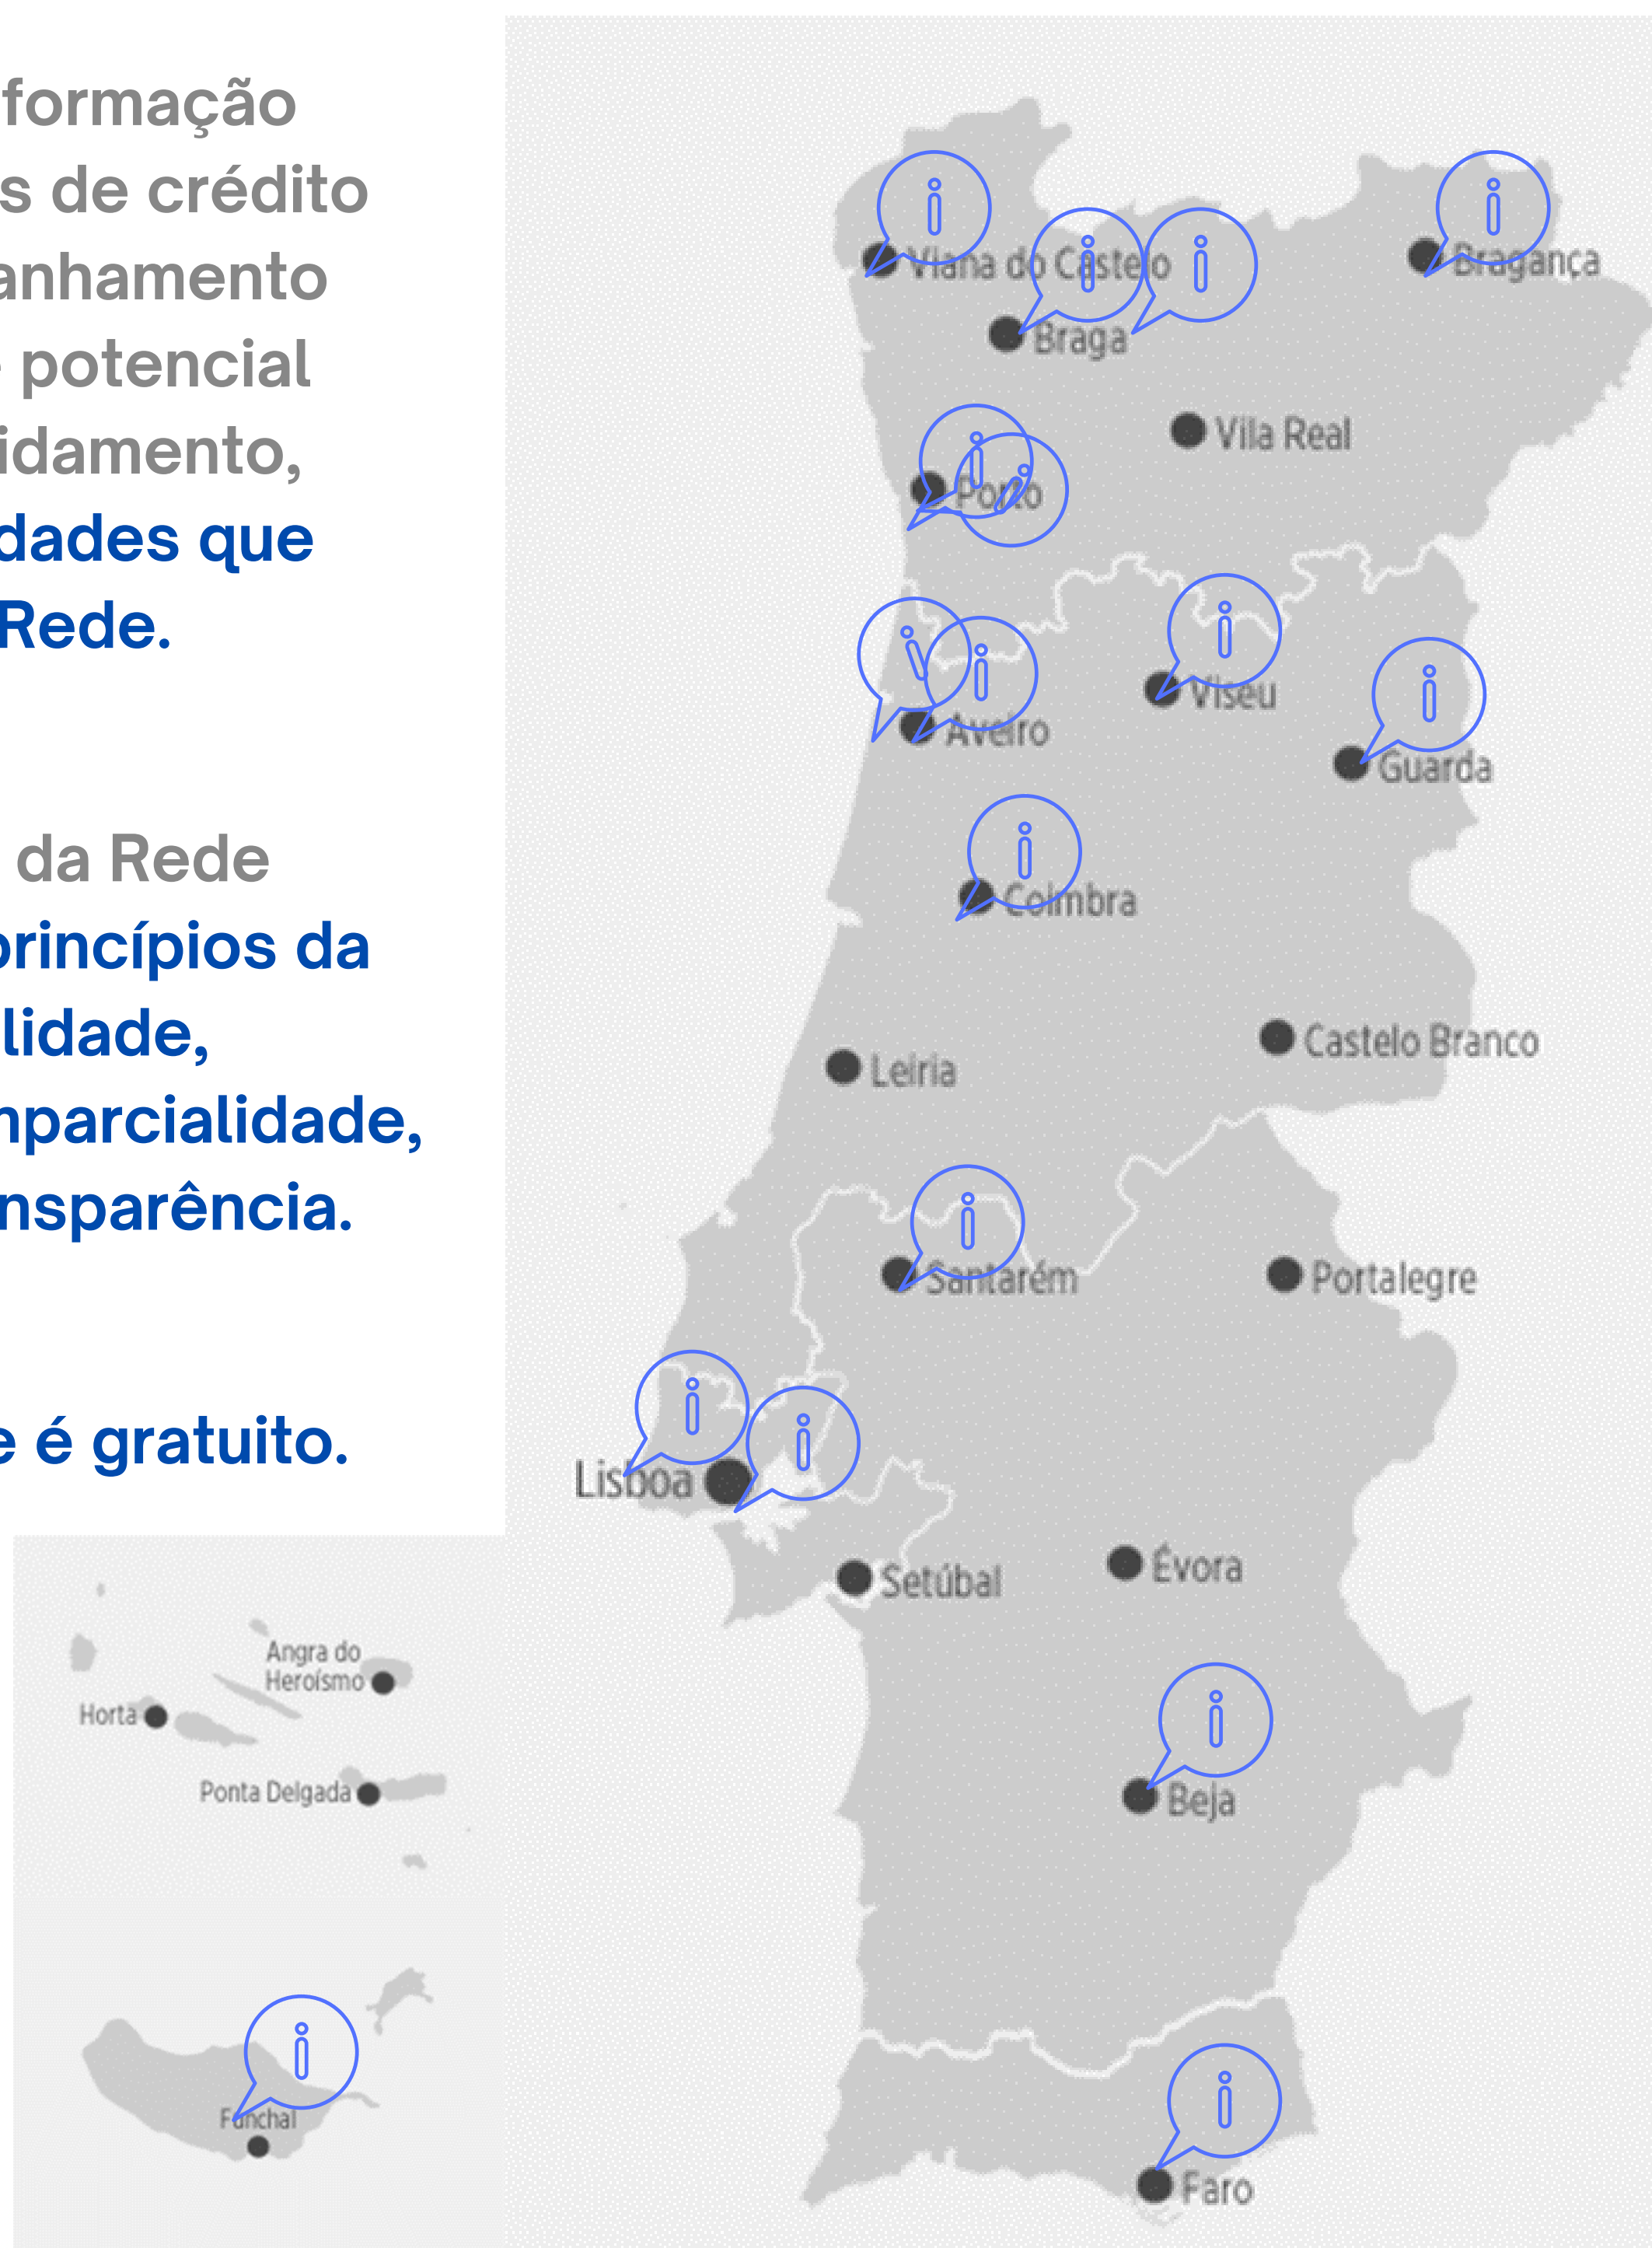 formação
s de crédito
anhamento
potencial
idamento,
dades que
Rede.
da Rede
princípios da
lidade,
mparcialidade,
nsparência.
e é gratuito.
Viana do Castelo
Bragança
Braga
Vila Real
Porto
Viseu
Aveiro
Guarda
Coimbra
Castelo Branco
Leiria
Santarém
Portalegre
Lisboa
Setúbal
Évora
Angra do
Heroísmo
Horta
Ponta Delgada
Beja
Funchal
Faro